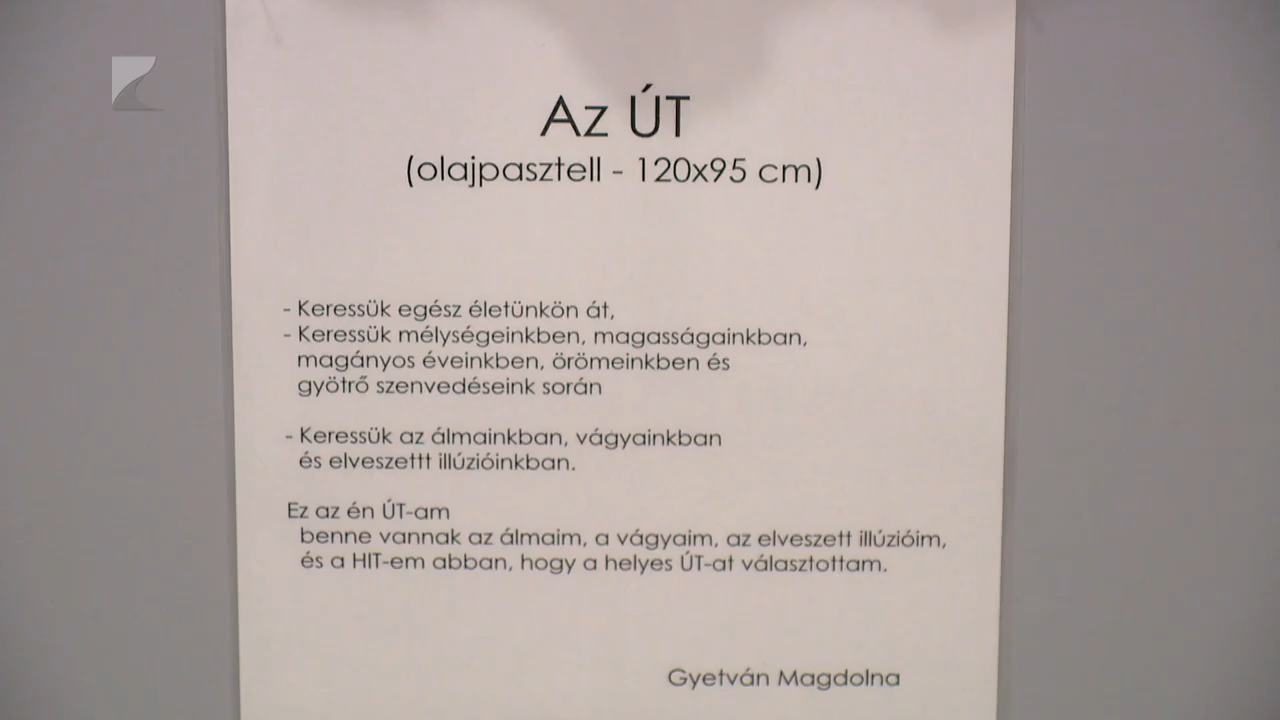 Az ÚT
(olajpasztell - 120x95 cm)
- Keressük egész életünkön át,
- Keressük mélységeinkben, magasságainkban,
magányos éveinkben, örömeinkben és
gyötrő szenvedéseink során
- Keressük az álmainkban, vágyainkban
és elveszettt illúzióinkban.
Ez az én ÚT-am
benne vannak az álmaim, a vágyaim, az elveszett illúzióim,
és a HIT-em abban, hogy a helyes ÚT-at választottam.
Gyetván Magdolna